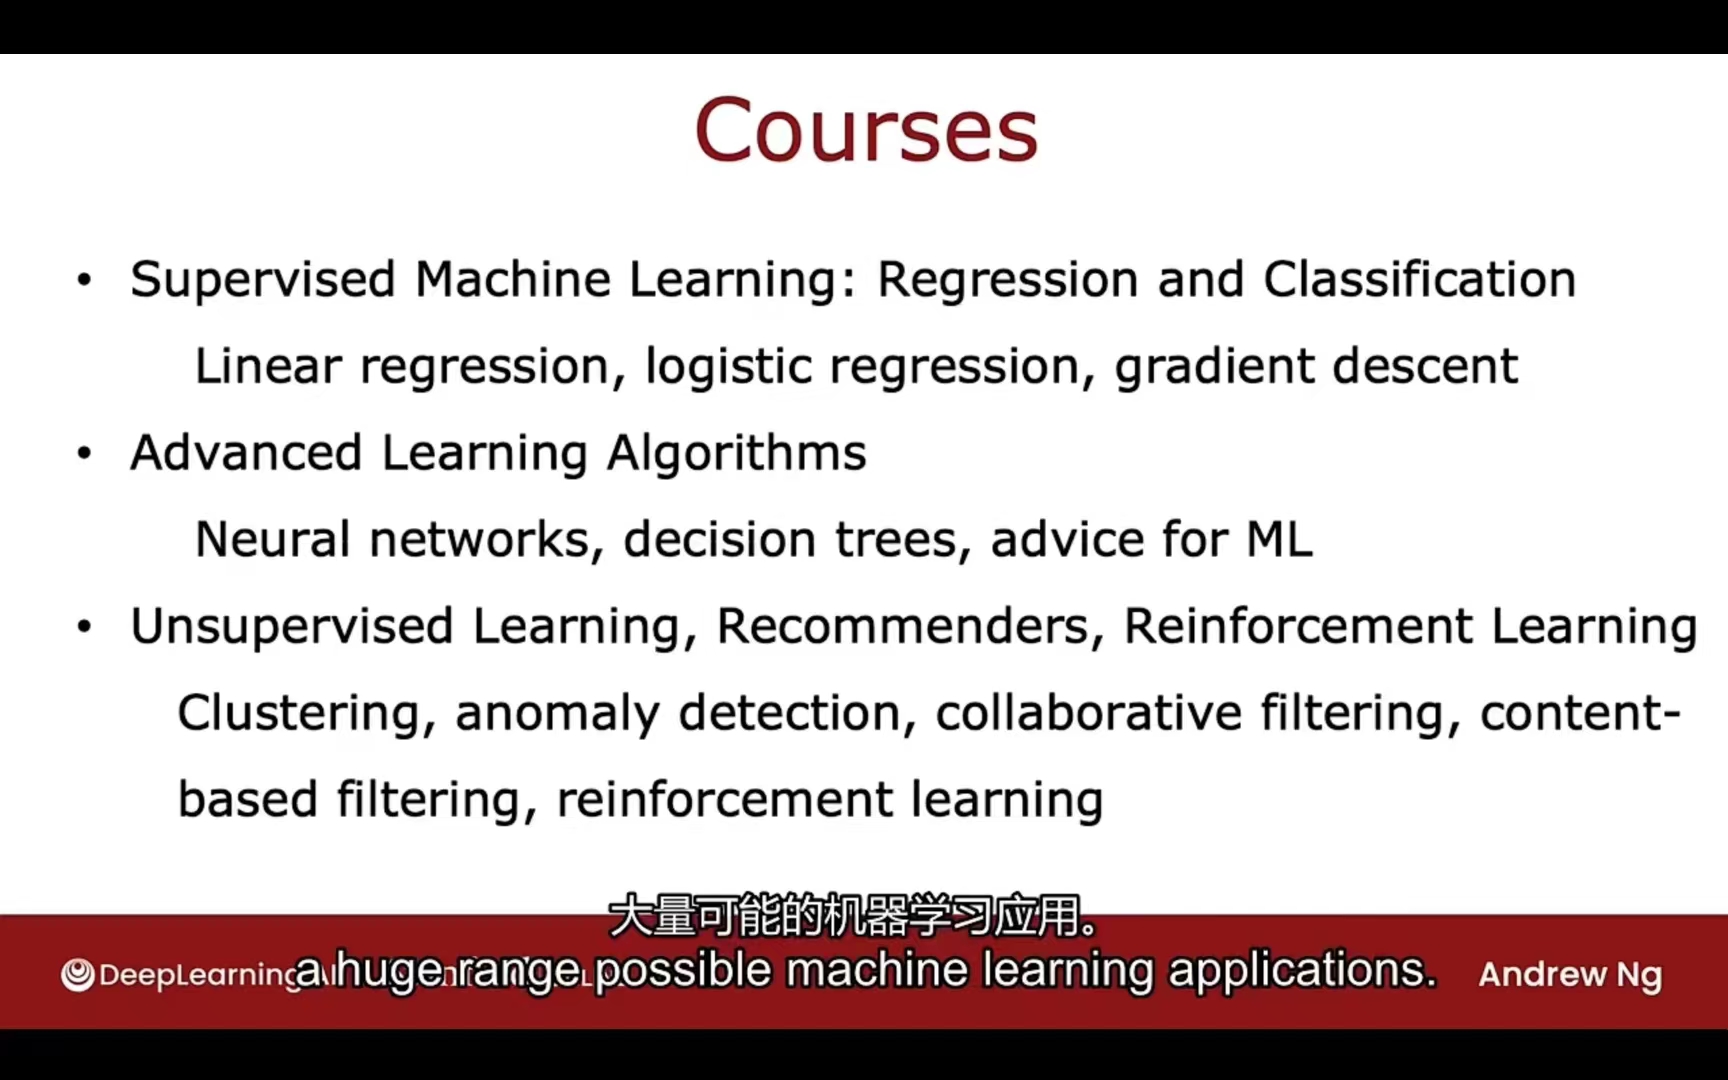 Courses
• Supervised Machine Learning: Regression and Classification
Linear regression, logistic regression, gradient descent
• Advanced Learning Algorithms
Neural networks, decision trees, advice for ML
• Unsupervised Learning, Recommenders, Reinforcement Learning
Clustering, anomaly detection, collaborative filtering, content-
based filtering, reinforcement learning
大量可能的机器学习应用。
a huge range possible machine learning applications.
DeepLearning
Andrew Ng